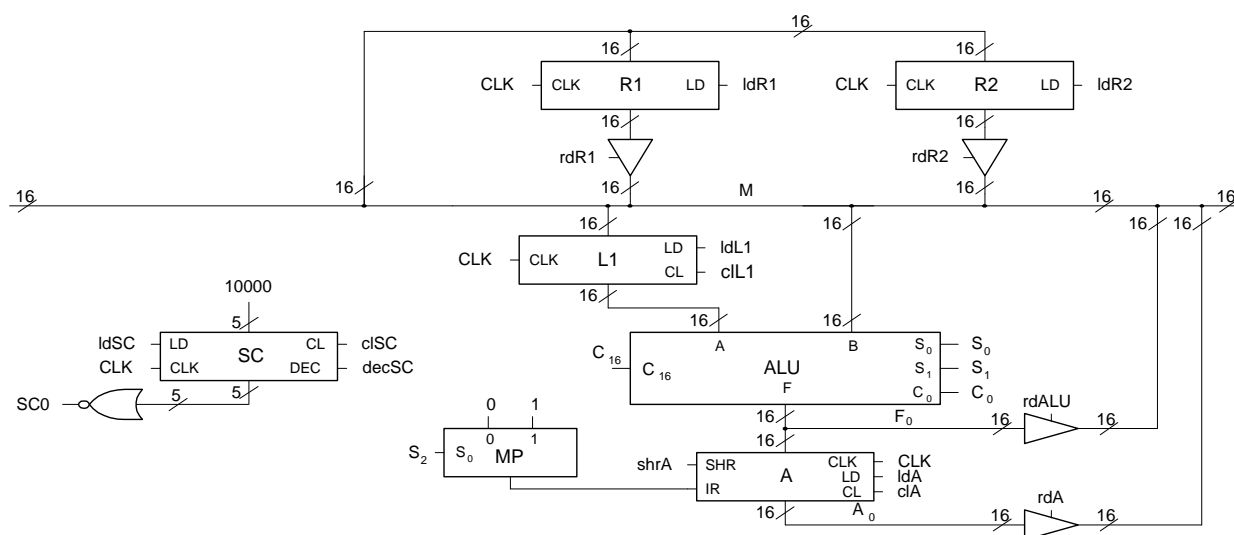 16
16 16
CLK CLK R1 LD ldR1 CLK CLK R2 LD ldR2
16 16
rdR1 rdR2
16 16 16 M 16 16 16
16 16 16 16
CLK CLK L1 LD ldL1
CL clL1
10000 16
5 16 16
ldSC LD SC CL clSC
CLK CLK DEC decSC
A B S0 S0
C16 C16 ALU S1 S1
F C0 C0
SC0 5 5
0 1 16 F0 16 rdALU 16
0 1 16
S2 S0 MP
shrA SHR A CLK CLK
LD ldA
IR CL clA
16 A0 16 rdA 16